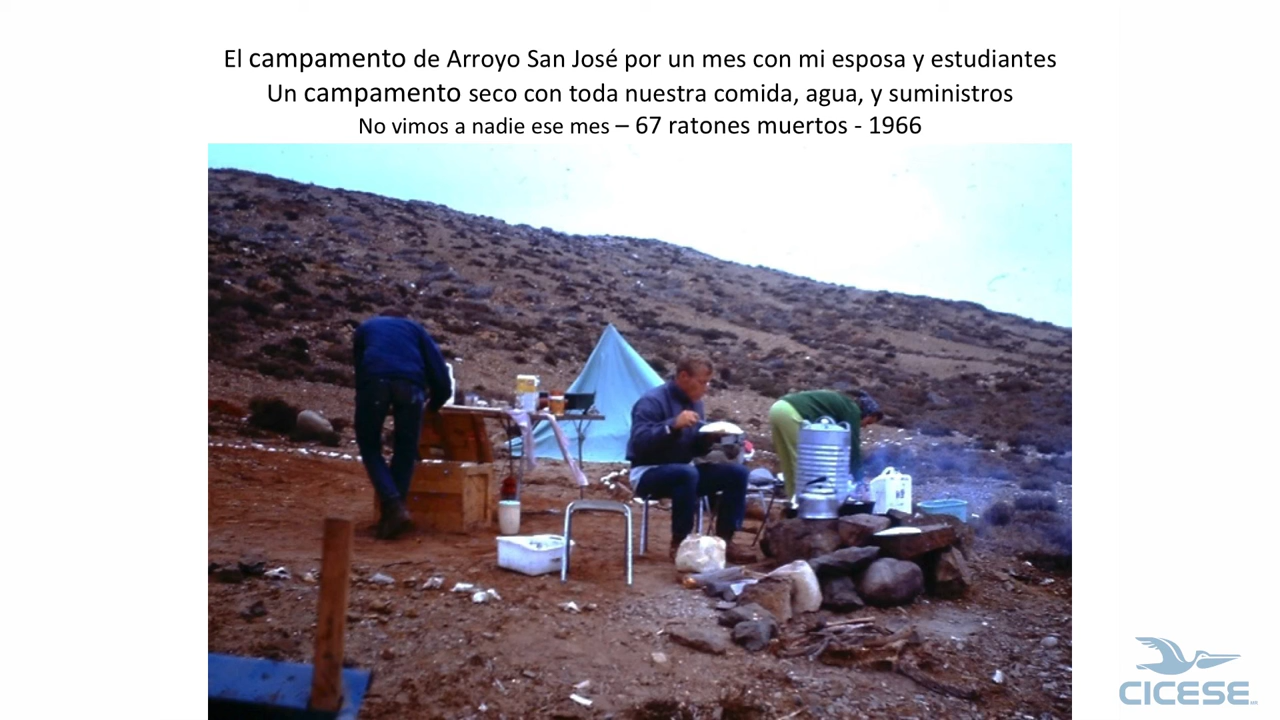 El campamento de Arroyo San José por un mes con mi esposa y estudiantes
Un campamento seco con toda nuestra comida, agua, y suministros
No vimos a nadie ese mes – 67 ratones muertos - 1966
CICESE